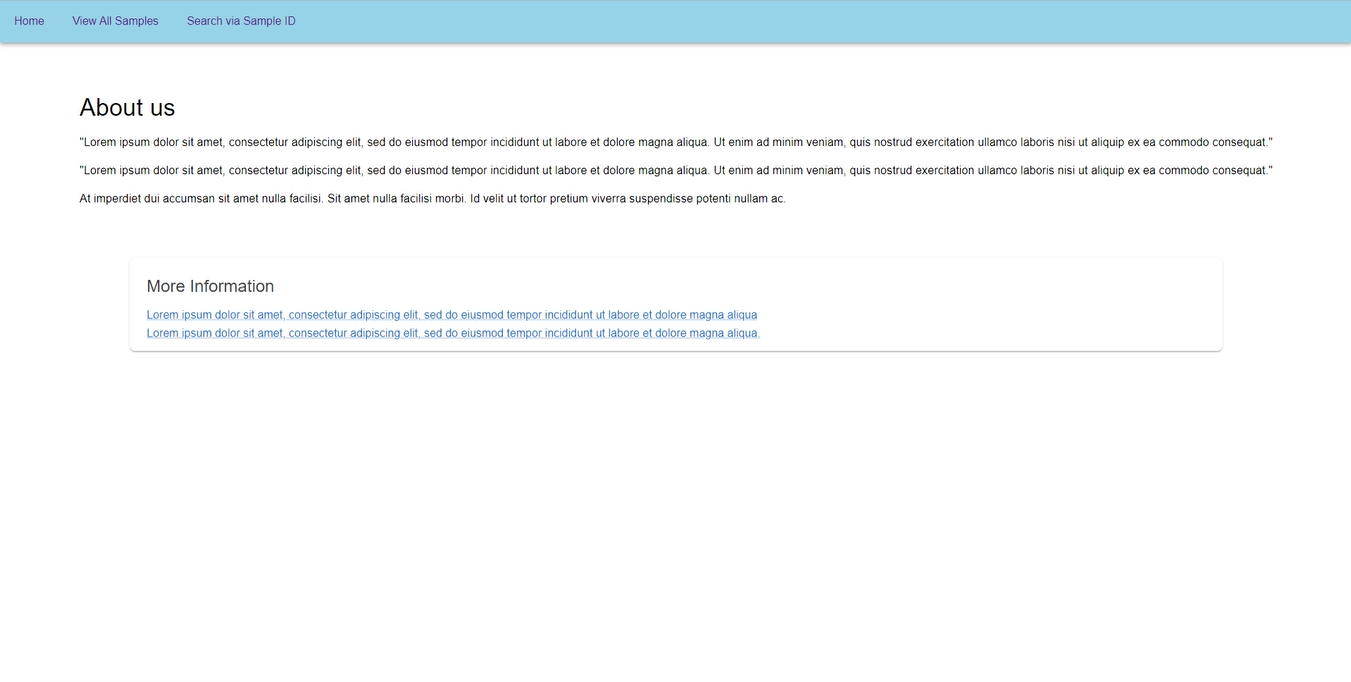 Home View All Samples Search via Sample ID
About us
"Lorem ipsum dolor sit amet, consectetur adipiscing elit, sed do eiusmod tempor incididunt ut labore et dolore magna aliqua. Ut enim ad minim veniam, quis nostrud exercitation ullamco laboris nisi ut aliquip ex ea commodo consequat."
"Lorem ipsum dolor sit amet, consectetur adipiscing elit, sed do eiusmod tempor incididunt ut labore et dolore magna aliqua. Ut enim ad minim veniam, quis nostrud exercitation ullamco laboris nisi ut aliquip ex ea commodo consequat."
At imperdiet dui accumsan sit amet nulla facilisi. Sit amet nulla facilisi morbi. Id velit ut tortor pretium viverra suspendisse potenti nullam ac.
More Information
Lorem ipsum dolor sit amet, consectetur adipiscing elit, sed do eiusmod tempor incididunt ut labore et dolore magna aliqua
Lorem ipsum dolor sit amet, consectetur adipiscing elit, sed do eiusmod tempor incididunt ut labore et dolore magna aliqua.